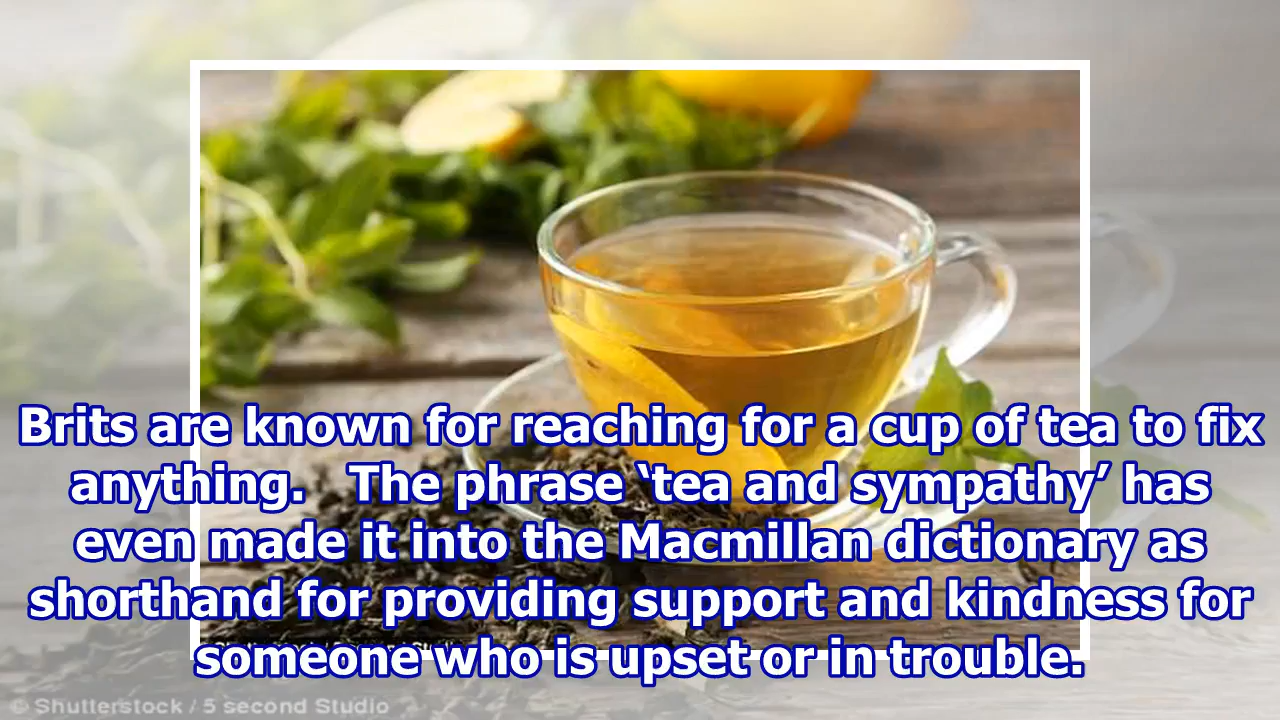 Brits are known for reaching for a cup of tea to fix
anything.   The phrase ‘tea and sympathy’ has
even made it into the Macmillan dictionary as
shorthand for providing support and kindness for
someone who is upset or in trouble.
© Shutterstock / 5 second Studio